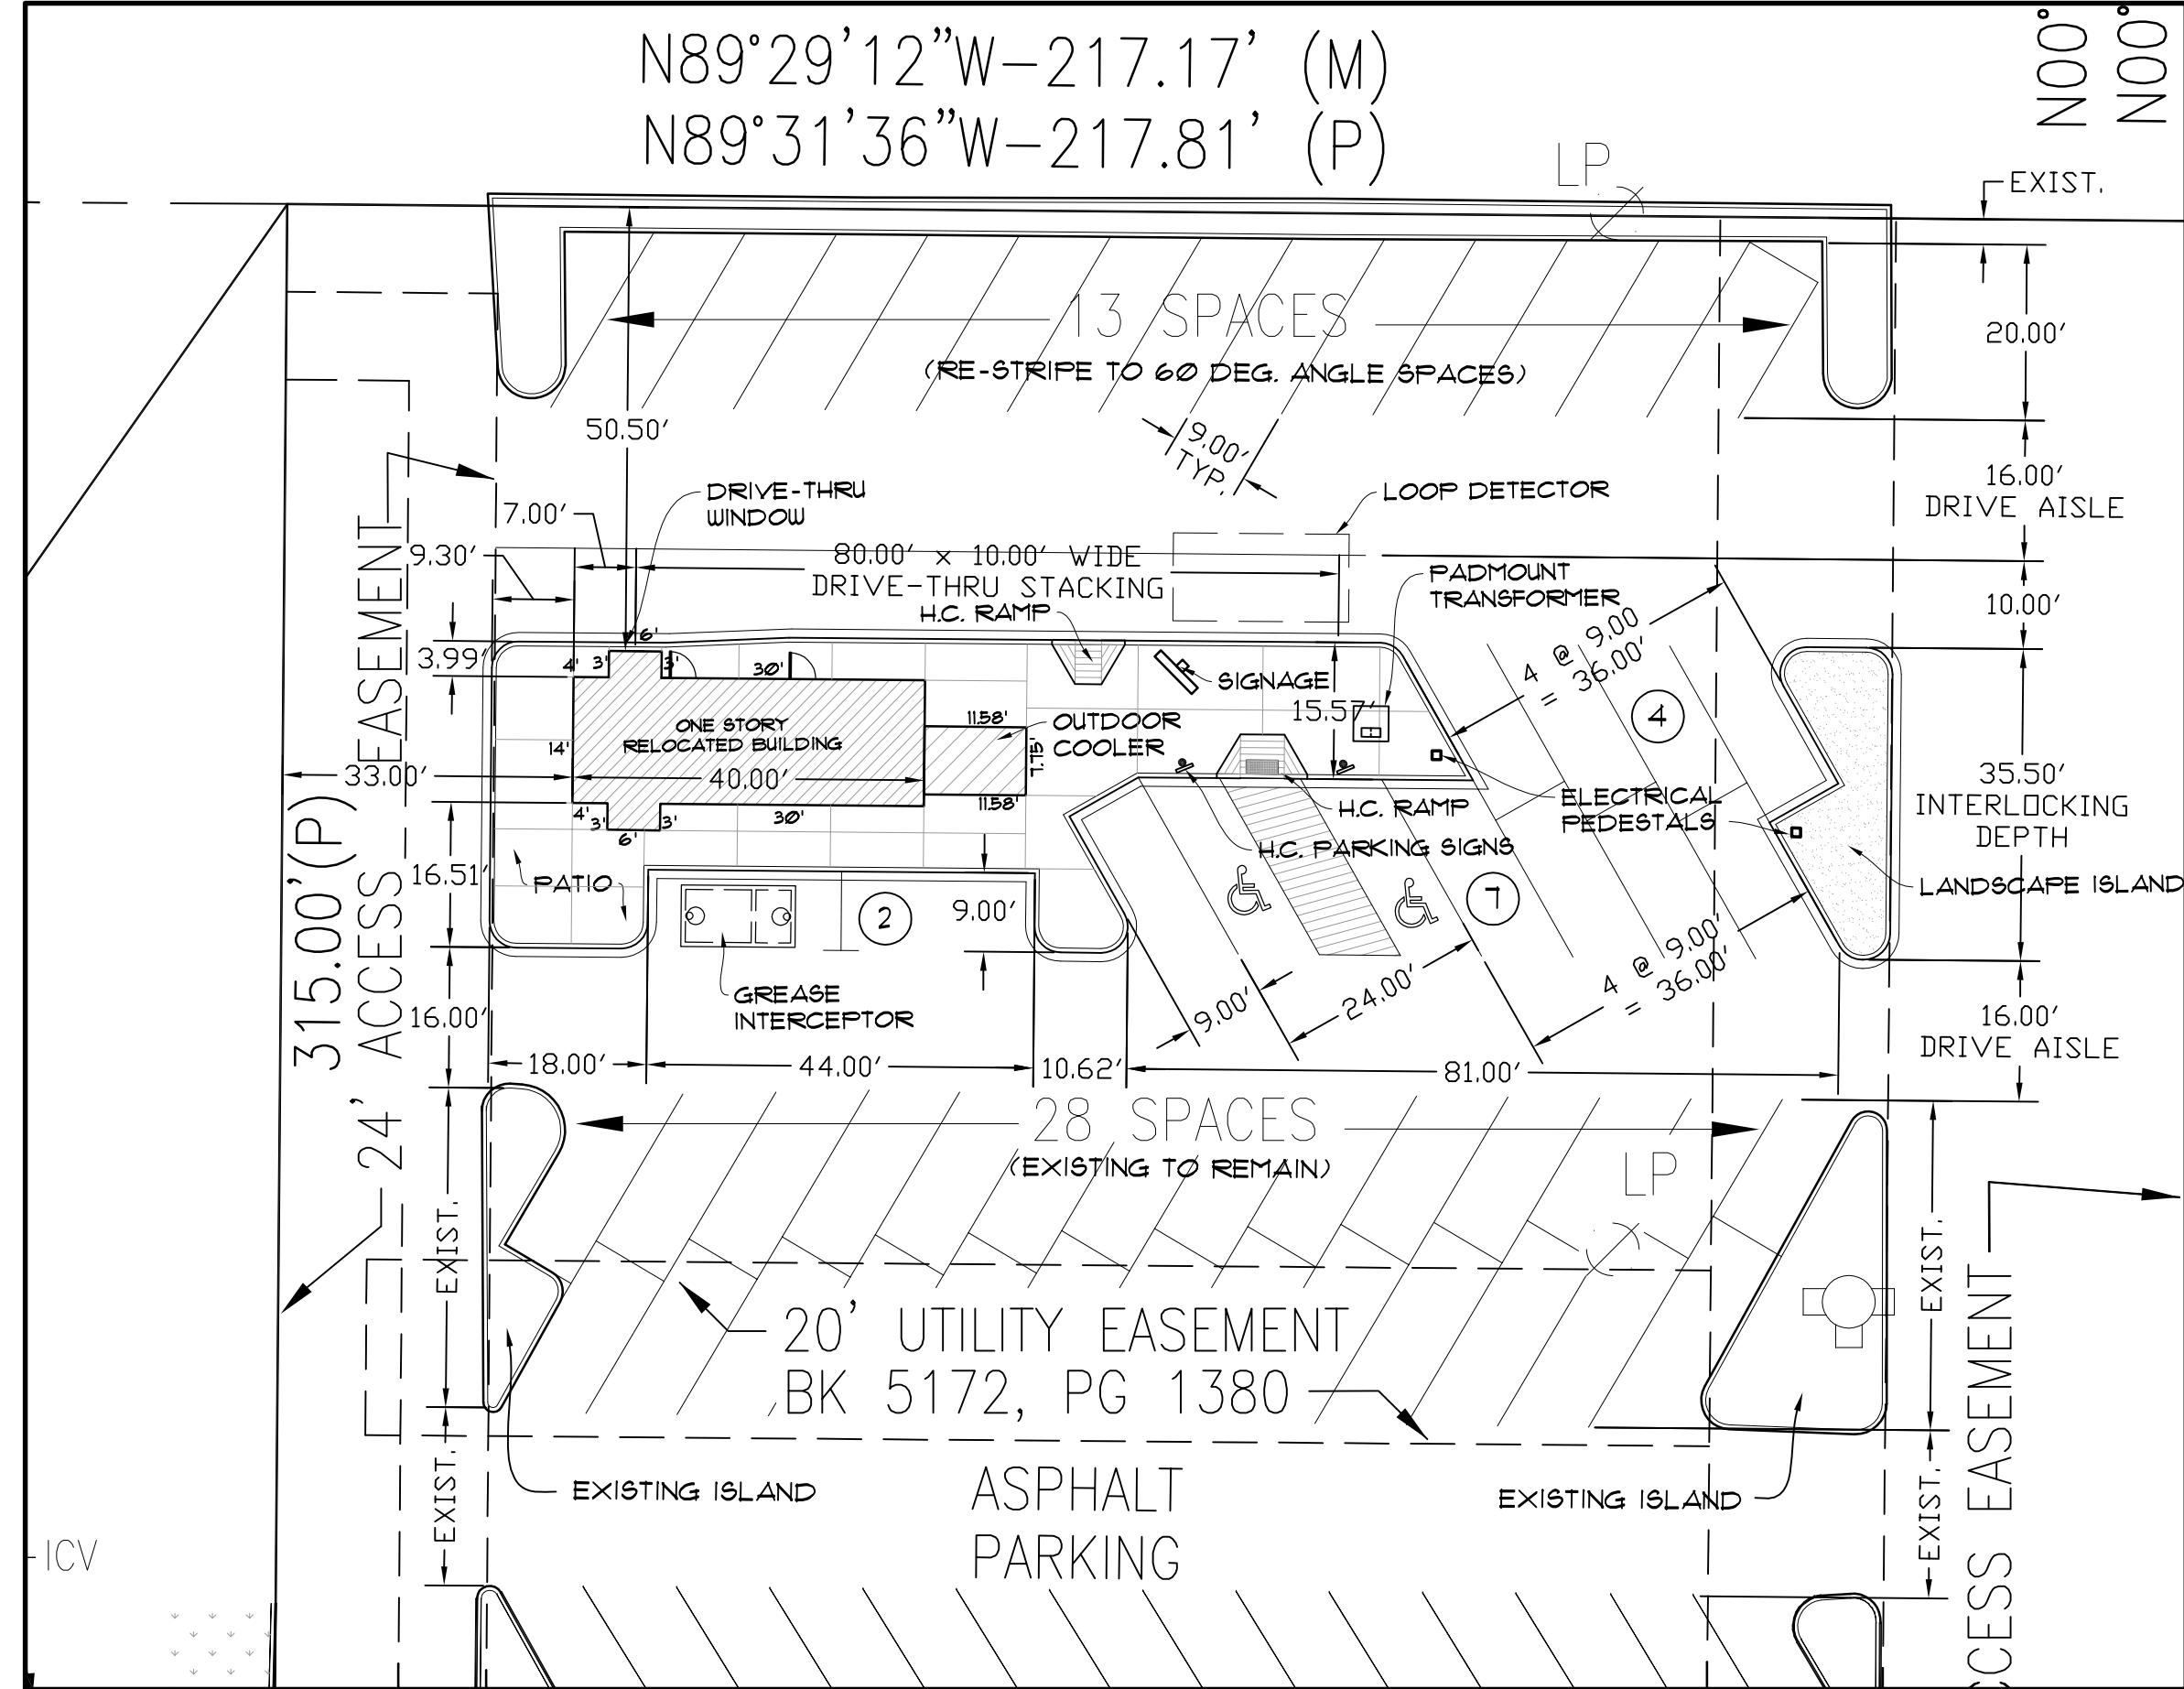 N89°29'12"W-217.17' (M)
N89°31'36"W-217.81' (P)
N00°
N00°
LP
EXIST.
13 SPACES
(RE-STRIPE TO 60 DEG. ANGLE SPACES)
20.00'
50.50'
9.00'
TYP.
16.00'
DRIVE AISLE
DRIVE-THRU
WINDOW
LOOP DETECTOR
7.00'
9.30'
80.00' x 10.00' WIDE
DRIVE-THRU STACKING
H.C. RAMP
PADMOUNT
TRANSFORMER
10.00'
3.99'
6'
4'
3'
3'
30'
SIGNAGE
15.57'
4 @ 9.00
= 36.00'
4
ONE STORY
RELOCATED BUILDING
14'
40.00'
11.58'
7.75'
11.58'
OUTDOOR
COOLER
33.00'
4'
3'
6'
3'
30'
H.C. RAMP
ELECTRICAL
PEDESTALS
H.C. PARKING SIGNS
35.50'
INTERLOCKING
DEPTH
LANDSCAPE ISLAND
16.51'
PATIO
2
9.00'
7
GREASE
INTERCEPTOR
16.00'
9.00'
24.00'
4 @ 9.00'
= 36.00'
16.00'
DRIVE AISLE
18.00'
44.00'
10.62'
81.00'
315.00'(P)
24' ACCESS EASEMENT
28 SPACES
(EXISTING TO REMAIN)
LP
EXIST.
EXIST.
20' UTILITY EASEMENT
BK 5172, PG 1380
EXISTING ISLAND
EXISTING ISLAND
ASPHALT
PARKING
EXIST.
EXIST.
CCESS EASEMENT
ICV